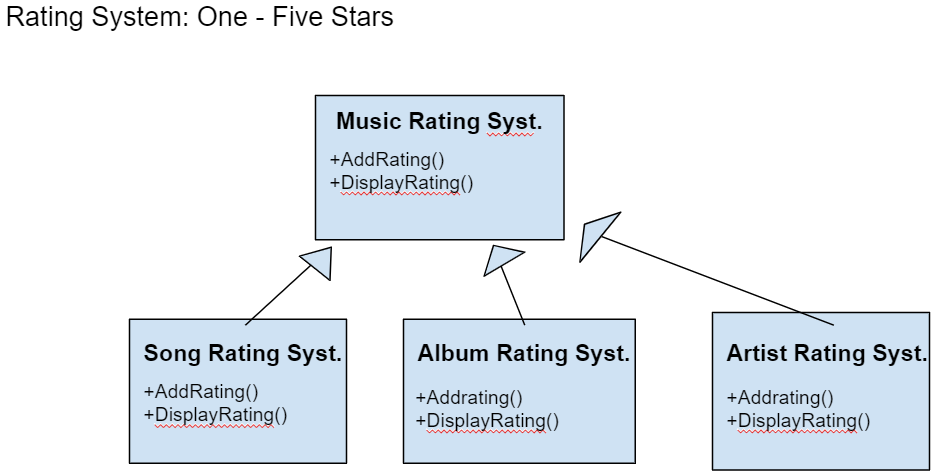 Rating System: One - Five Stars
Music Rating Syst.
+AddRating()
+DisplayRating()
Song Rating Syst.
+AddRating()
+DisplayRating()
Album Rating Syst.
+Addrating()
+DisplayRating()
Artist Rating Syst.
+Addrating()
+DisplayRating()